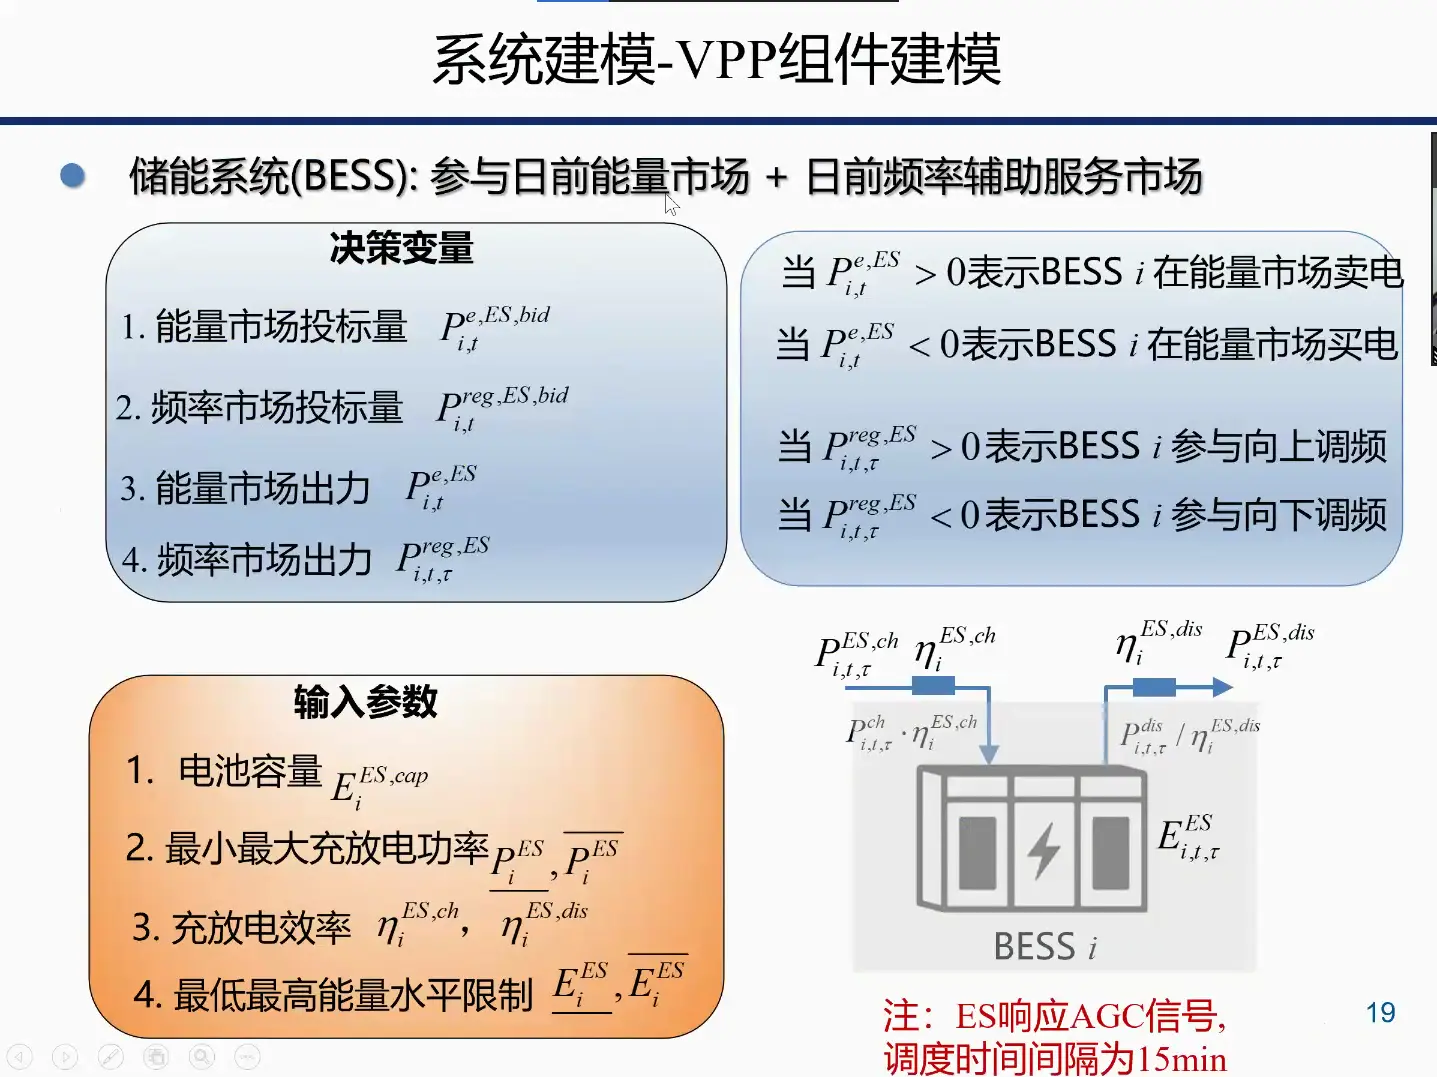 系统建模-VPP组件建模
储能系统(BESS): 参与日前能量市场 + 日前频率辅助服务市场
决策变量
1. 能量市场投标量 $P_{i,t}^{e,ES,bid}$
2. 频率市场投标量 $P_{i,t}^{reg,ES,bid}$
3. 能量市场出力 $P_{i,t}^{e,ES}$
4. 频率市场出力 $P_{i,t,\tau}^{reg,ES}$
当 $P_{i,t}^{e,ES} > 0$表示BESS $i$ 在能量市场卖电
当 $P_{i,t}^{e,ES} < 0$表示BESS $i$ 在能量市场买电
当 $P_{i,t,\tau}^{reg,ES} > 0$表示BESS $i$ 参与向上调频
当 $P_{i,t,\tau}^{reg,ES} < 0$表示BESS $i$ 参与向下调频
输入参数
1. 电池容量 $E_i^{ES,cap}$
2. 最小最大充放电功率 $\underline{P_i^{ES}}, \overline{P_i^{ES}}$
3. 充放电效率 $\eta_i^{ES,ch}$， $\eta_i^{ES,dis}$
4. 最低最高能量水平限制 $\underline{E_i^{ES}}, \overline{E_i^{ES}}$
$P_{i,t,\tau}^{ES,ch}$ $\eta_i^{ES,ch}$
$\eta_i^{ES,dis}$ $P_{i,t,\tau}^{ES,dis}$
$P_{i,t,\tau}^{ch} \cdot \eta_i^{ES,ch}$
$P_{i,t,\tau}^{dis} / \eta_i^{ES,dis}$
$E_{i,t,\tau}^{ES}$
BESS $i$
注：ES响应AGC信号,
调度时间间隔为15min
19